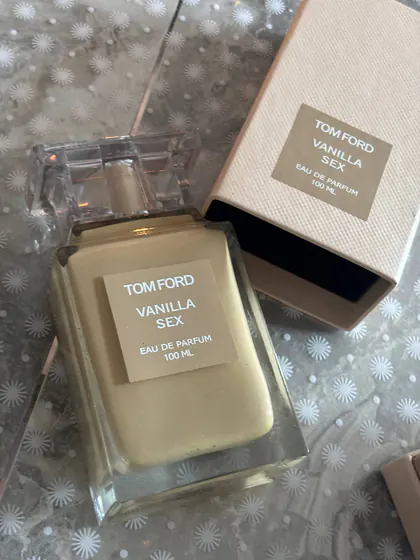 TOM FORD
VANILLA
SEX
EAU DE PARFUM
100 ML
TOM FORD
VANILLA
SEX
EAU DE PARFUM
100 ML